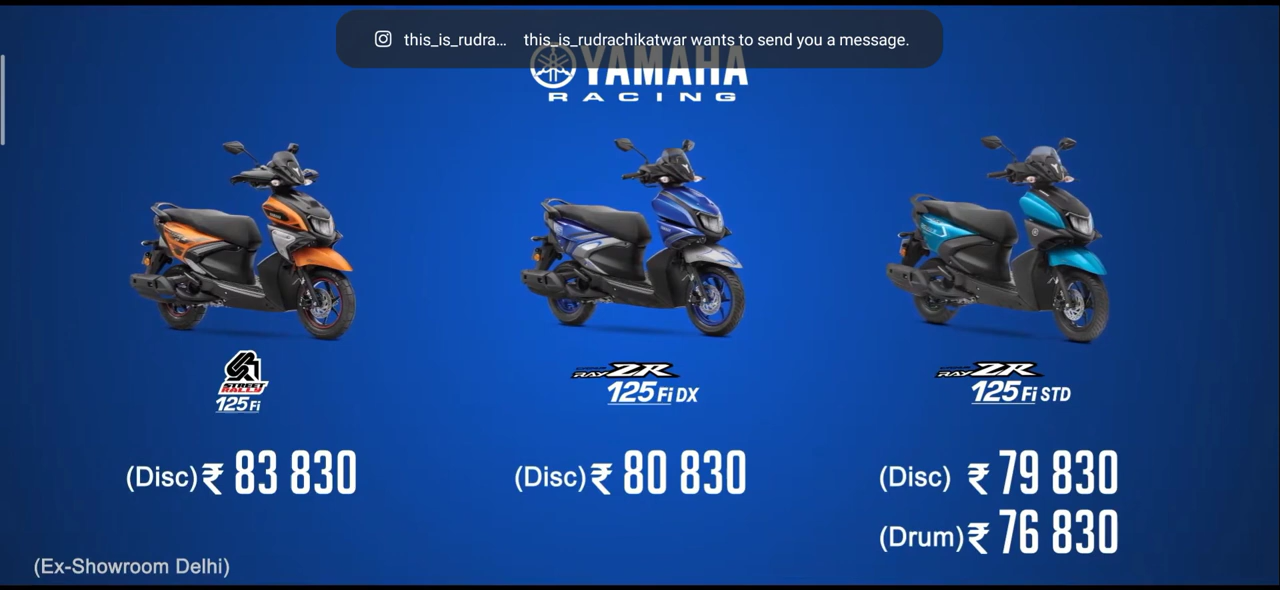 this_is_rudra... this_is_rudrachikatwar wants to send you a message.
YAMAHA
RACING
STREET
RALLY
125 Fi
RAY ZR
125 Fi DX
RAY ZR
125 Fi STD
(Disc) ₹ 83 830
(Disc) ₹ 80 830
(Disc) ₹ 79 830
(Drum) ₹ 76 830
(Ex-Showroom Delhi)